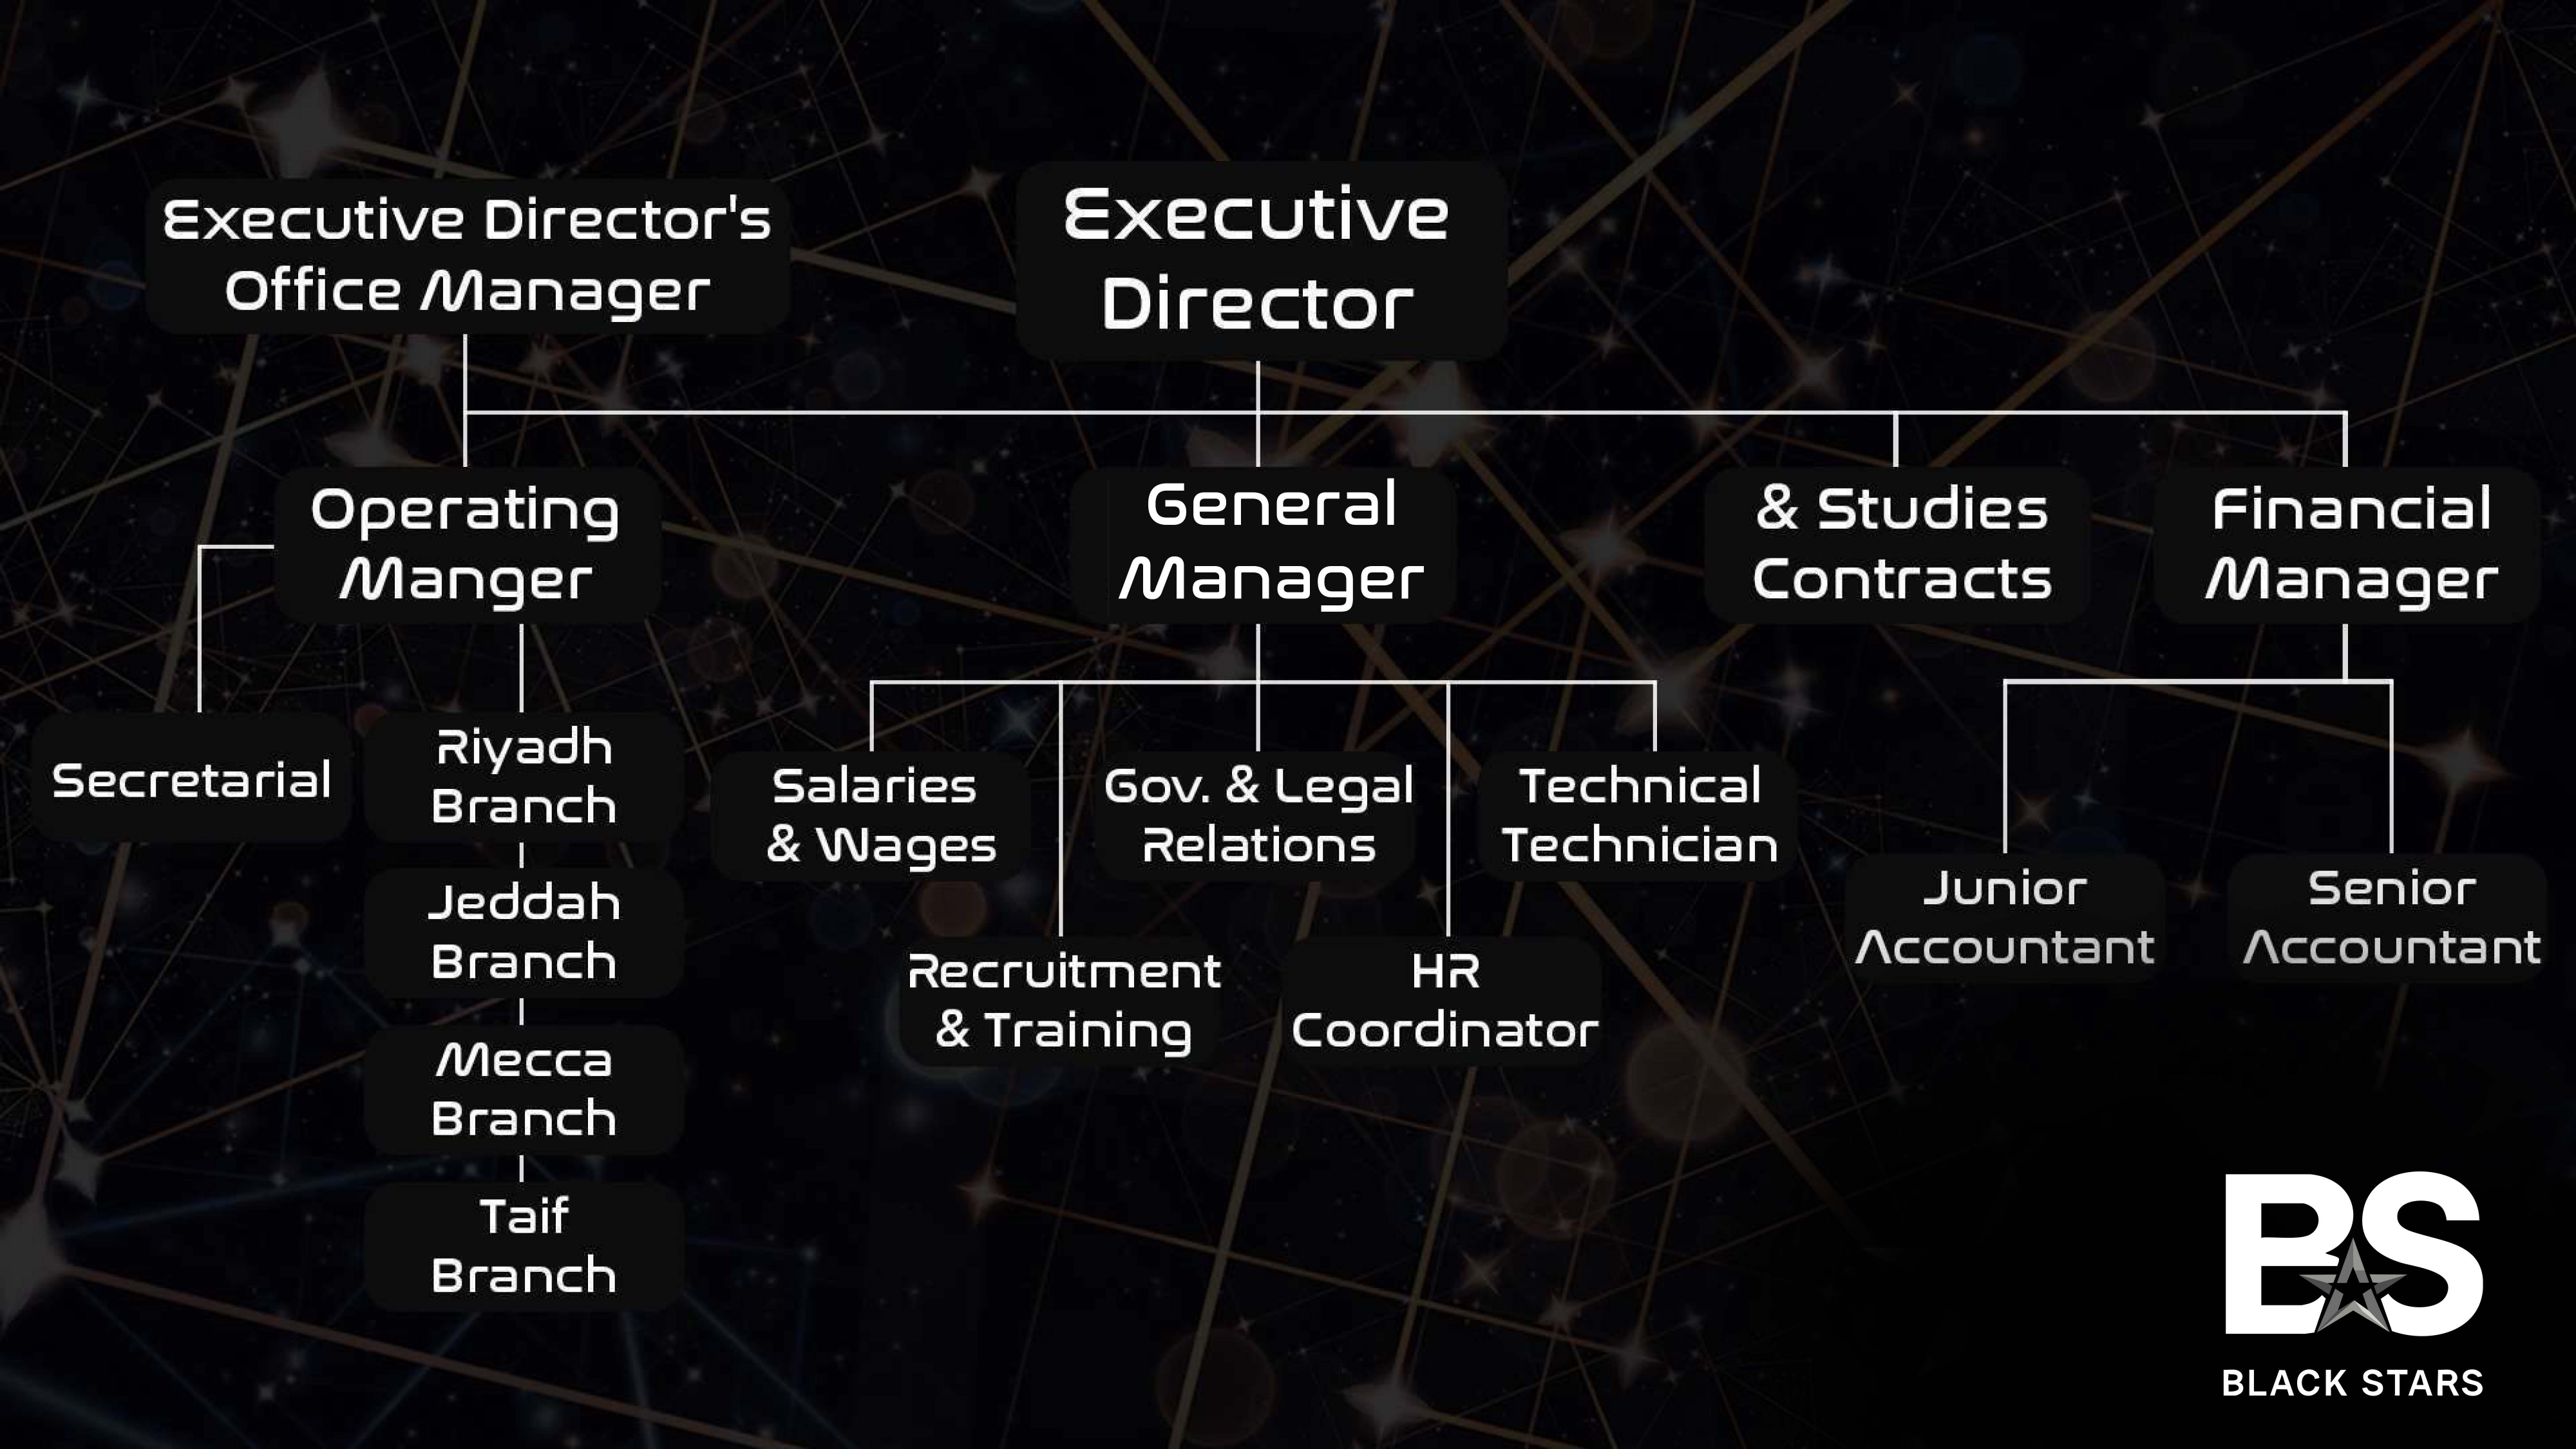 Executive Director's
Office Manager
Executive
Director
Operating
Manger
General
Manager
& Studies
Contracts
Financial
Manager
Secretarial
Riyadh
Branch
Jeddah
Branch
Mecca
Branch
Taif
Branch
Salaries
& Wages
Gov. & Legal
Relations
Technical
Technician
Recruitment
& Training
HR
Coordinator
Junior
Accountant
Senior
Accountant
BS
BLACK STARS